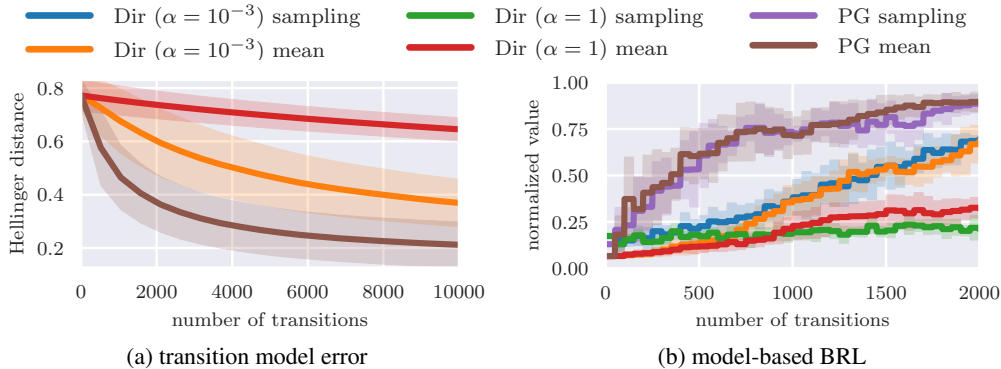 Dir (α = 10⁻³) sampling Dir (α = 1) sampling PG sampling
Dir (α = 10⁻³) mean Dir (α = 1) mean PG mean
Hellinger distance
0.8
0.6
0.4
0.2
0 2000 4000 6000 8000 10000
number of transitions
(a) transition model error
normalized value
1.00
0.75
0.50
0.25
0.00
0 500 1000 1500 2000
number of transitions
(b) model-based BRL